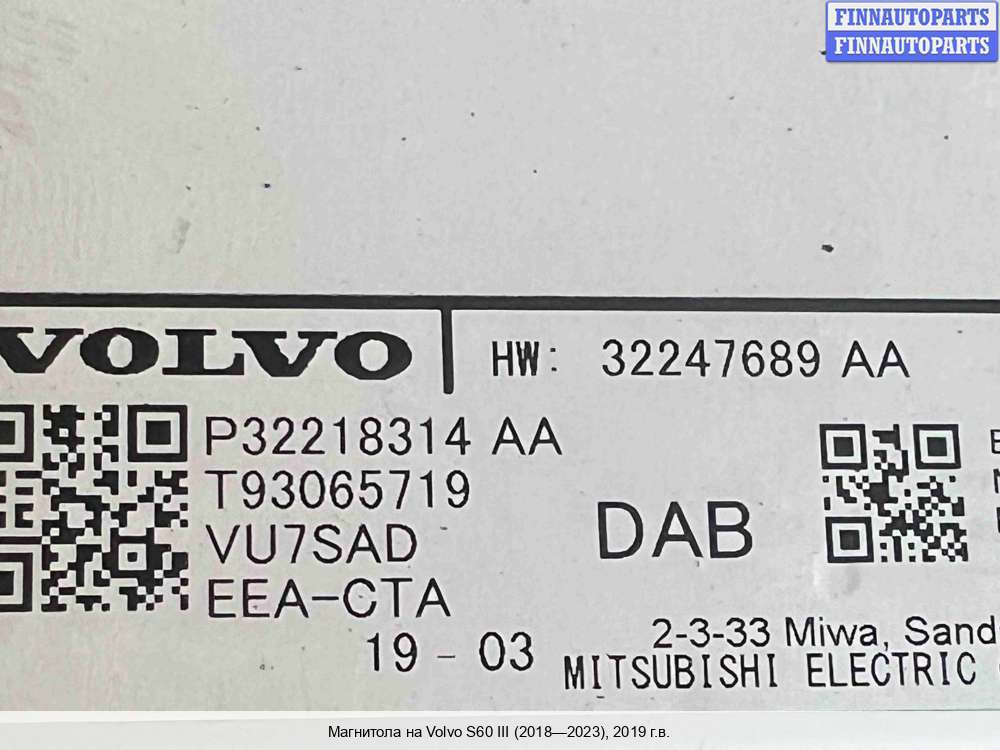 FINNAUTOPARTS
FINNAUTOPARTS
VOLVO
HW: 32247689 AA
P32218314 AA
T93065719
VU7SAD
DAB
EEA-CTA
2-3-33 Miwa, Sand
19 - 03
MITSUBISHI ELECTRIC
Магнитола на Volvo S60 III (2018—2023), 2019 г.в.